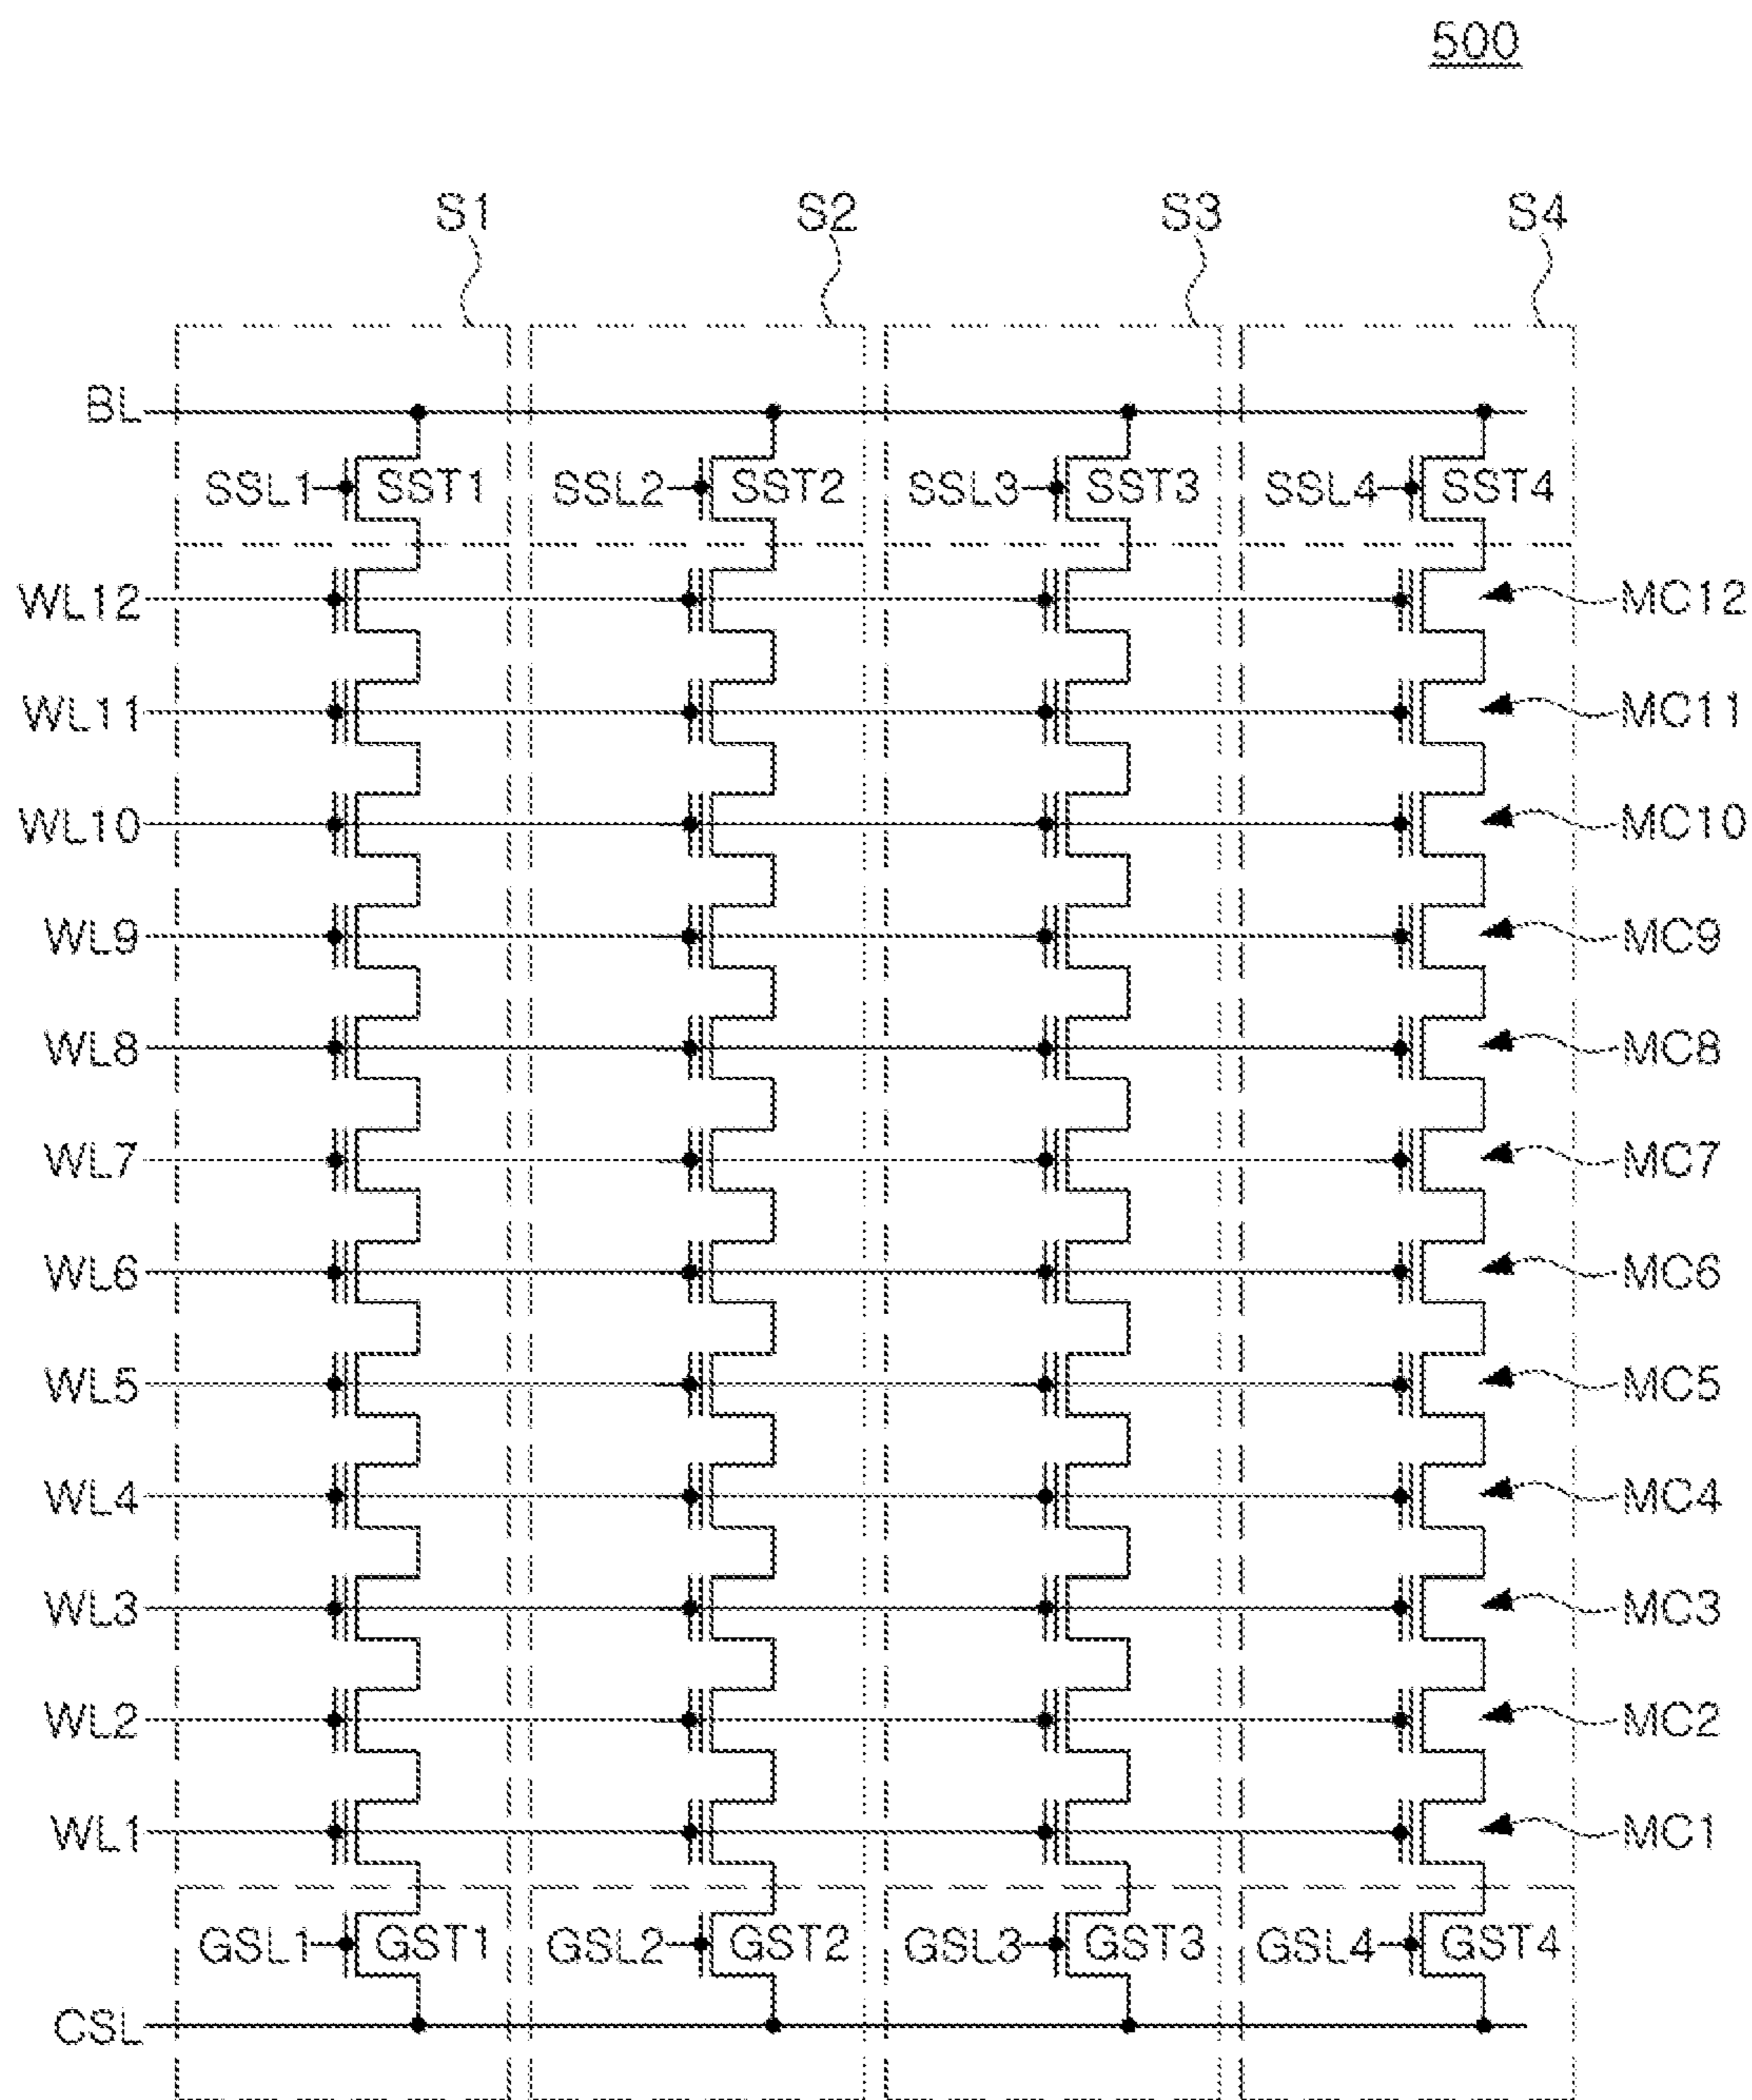 500
S1 S2 S3 S4
BL
SSL1 SST1 SSL2 SST2 SSL3 SST3 SSL4 SST4
WL12 MC12
WL11 MC11
WL10 MC10
WL9 MC9
WL8 MC8
WL7 MC7
WL6 MC6
WL5 MC5
WL4 MC4
WL3 MC3
WL2 MC2
WL1 MC1
GSL1 GST1 GSL2 GST2 GSL3 GST3 GSL4 GST4
CSL